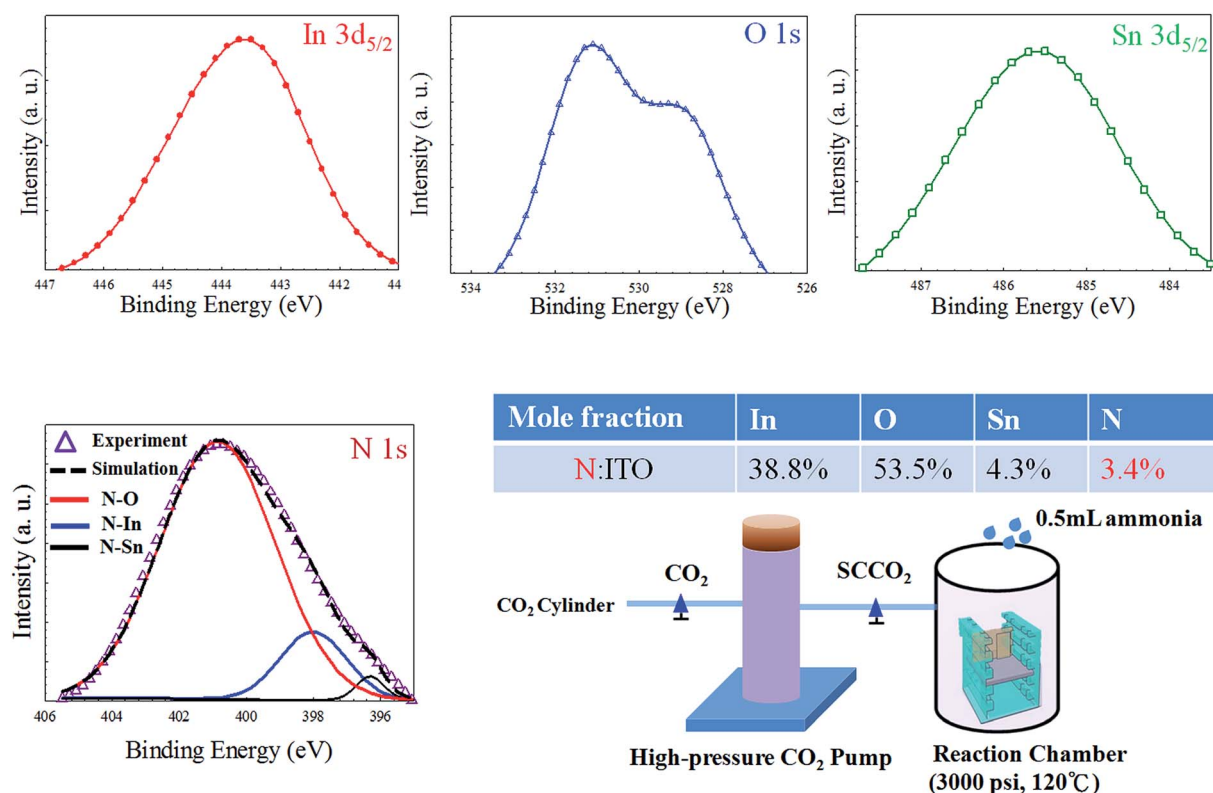 In 3d5/2
Intensity (a. u.)
447 446 445 444 443 442 44
Binding Energy (eV)
O 1s
Intensity (a. u.)
534 532 530 528 526
Binding Energy (eV)
Sn 3d5/2
Intensity (a. u.)
487 486 485 484
Binding Energy (eV)
N 1s
Experiment
Simulation
N-O
N-In
N-Sn
Intensity (a. u.)
406 404 402 400 398 396
Binding Energy (eV)
Mole fraction In O Sn N
N:ITO 38.8% 53.5% 4.3% 3.4%
0.5mL ammonia
CO2 SCCO2
CO2 Cylinder
High-pressure CO2 Pump
Reaction Chamber
(3000 psi, 120℃)